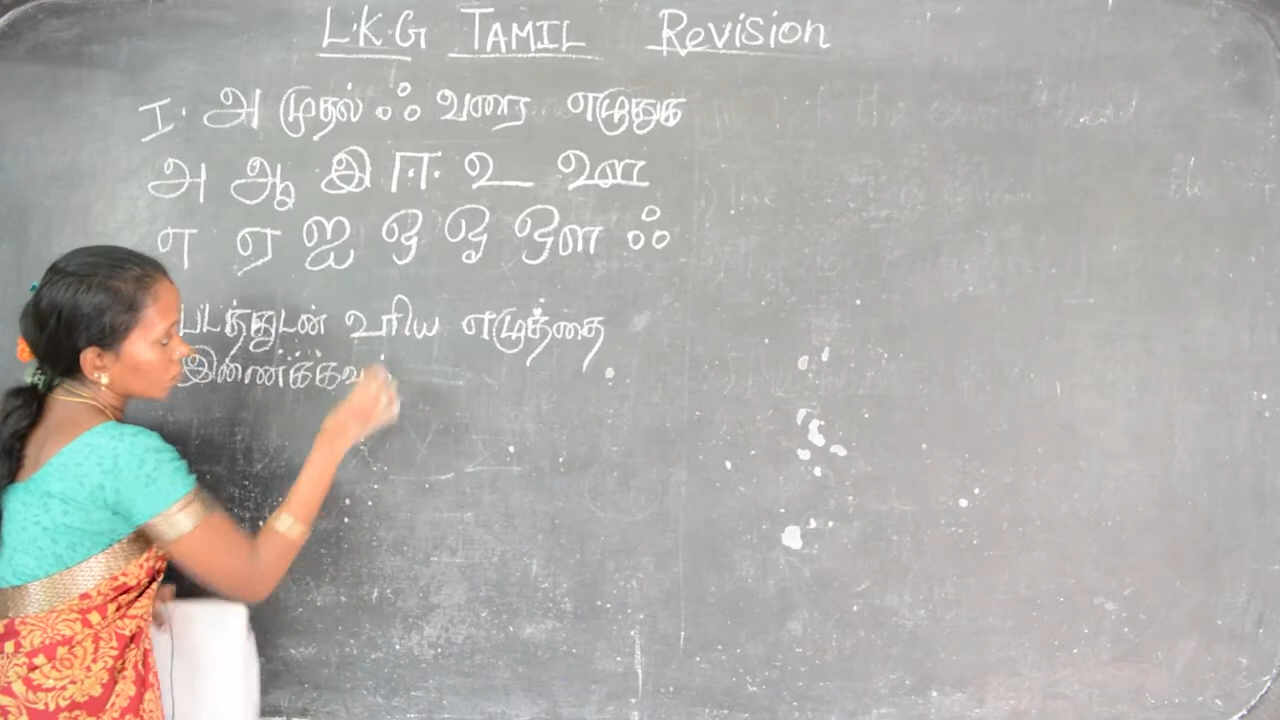 L.K.G TAMIL Revision
I. அ முதல் ஃ வரை எழுதுக
அ ஆ இ ஈ உ ஊ
எ ஏ ஐ ஒ ஓ ஔ ஃ
படத்துடன் உரிய எழுத்தை
இணைக்கவ